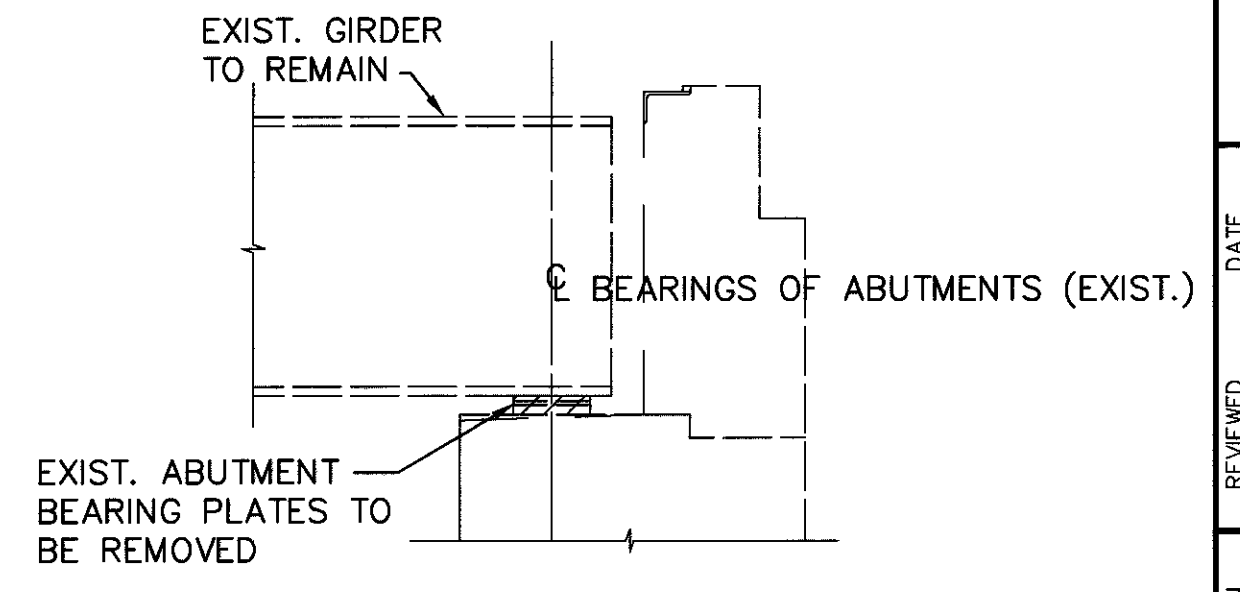 EXIST. GIRDER
TO REMAIN
℄ BEARINGS OF ABUTMENTS (EXIST.)
EXIST. ABUTMENT
BEARING PLATES TO
BE REMOVED
DATE
REVIEWED